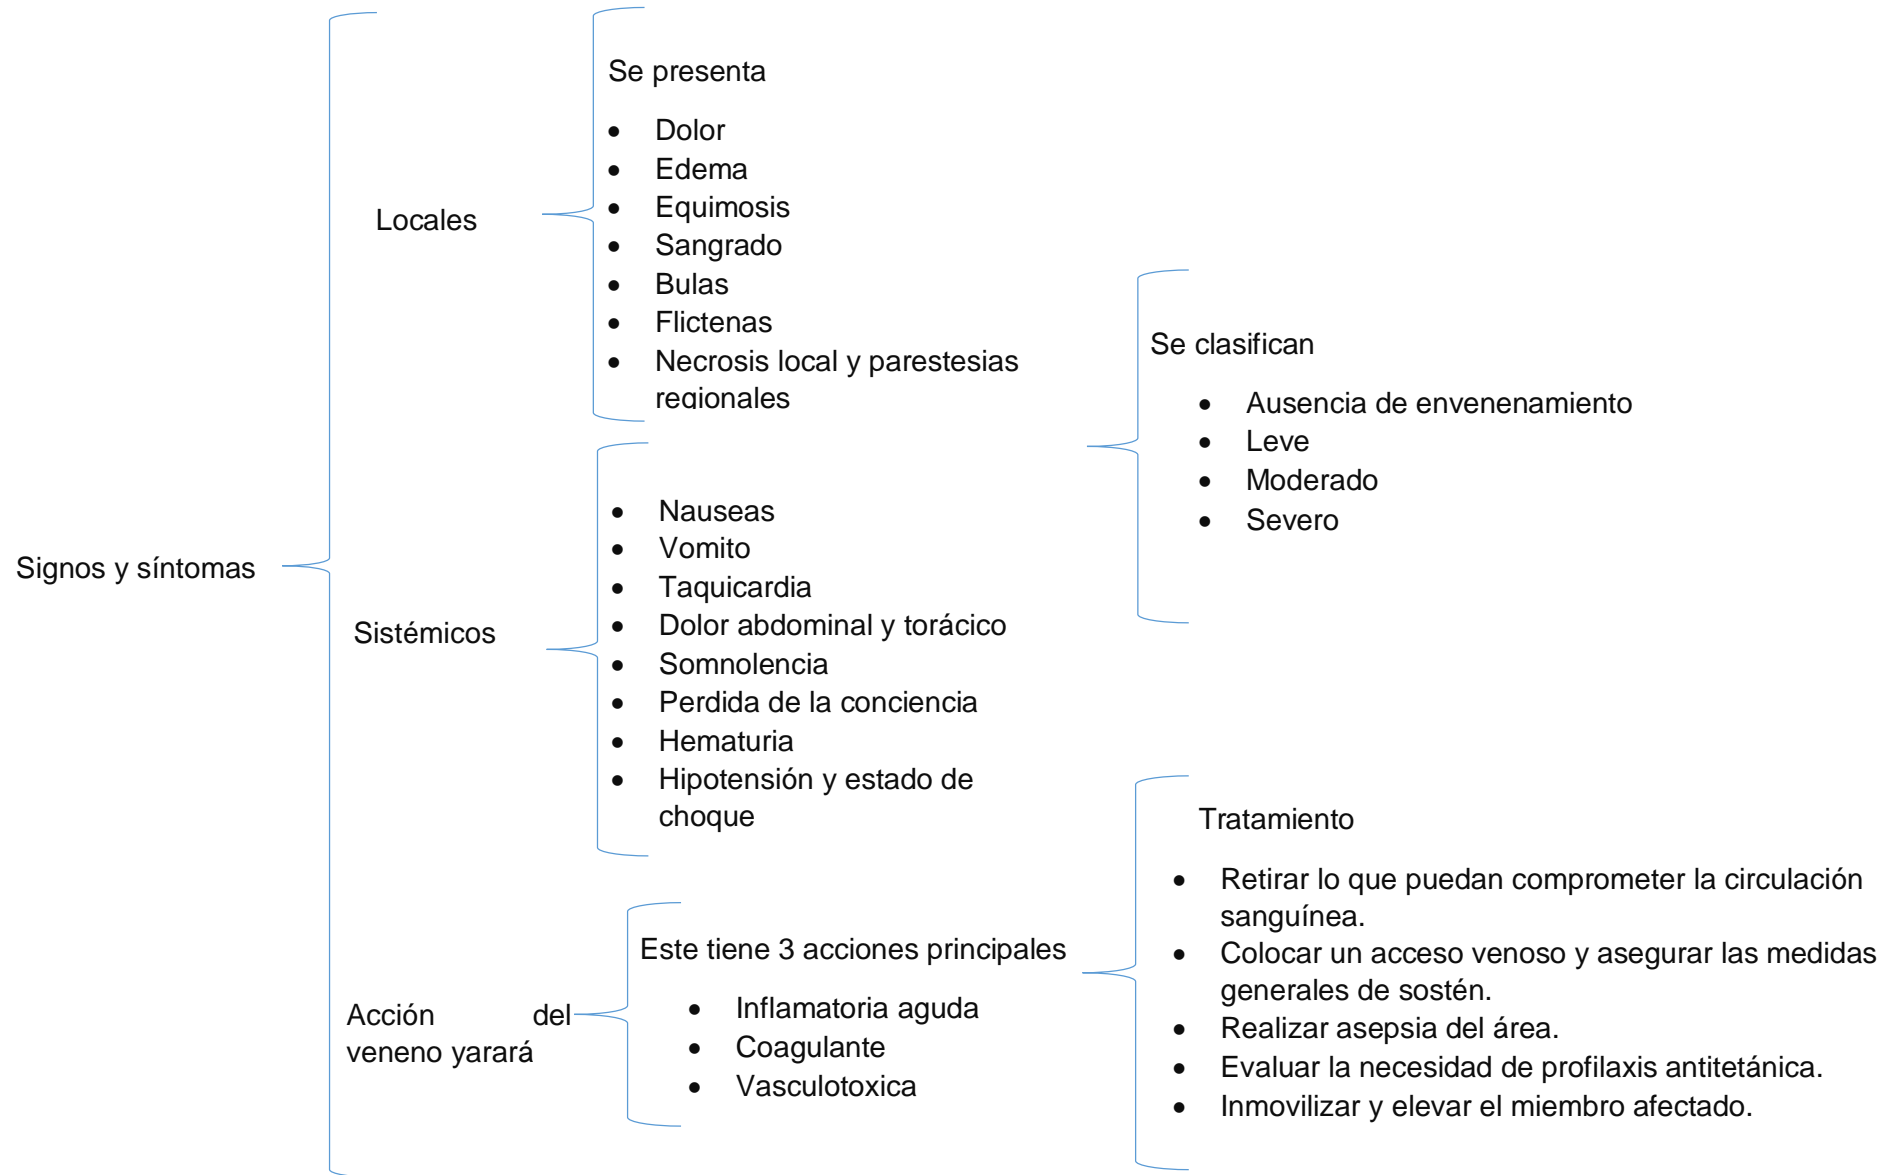 Signos y síntomas
Locales
Se presenta
• Dolor
• Edema
• Equimosis
• Sangrado
• Bulas
• Flictenas
• Necrosis local y parestesias
regionales
Sistémicos
• Nauseas
• Vomito
• Taquicardia
• Dolor abdominal y torácico
• Somnolencia
• Perdida de la conciencia
• Hematuria
• Hipotensión y estado de
choque
Se clasifican
• Ausencia de envenenamiento
• Leve
• Moderado
• Severo
Acción del
veneno yarará
Este tiene 3 acciones principales
• Inflamatoria aguda
• Coagulante
• Vasculotoxica
Tratamiento
• Retirar lo que puedan comprometer la circulación
sanguínea.
• Colocar un acceso venoso y asegurar las medidas
generales de sostén.
• Realizar asepsia del área.
• Evaluar la necesidad de profilaxis antitetánica.
• Inmovilizar y elevar el miembro afectado.